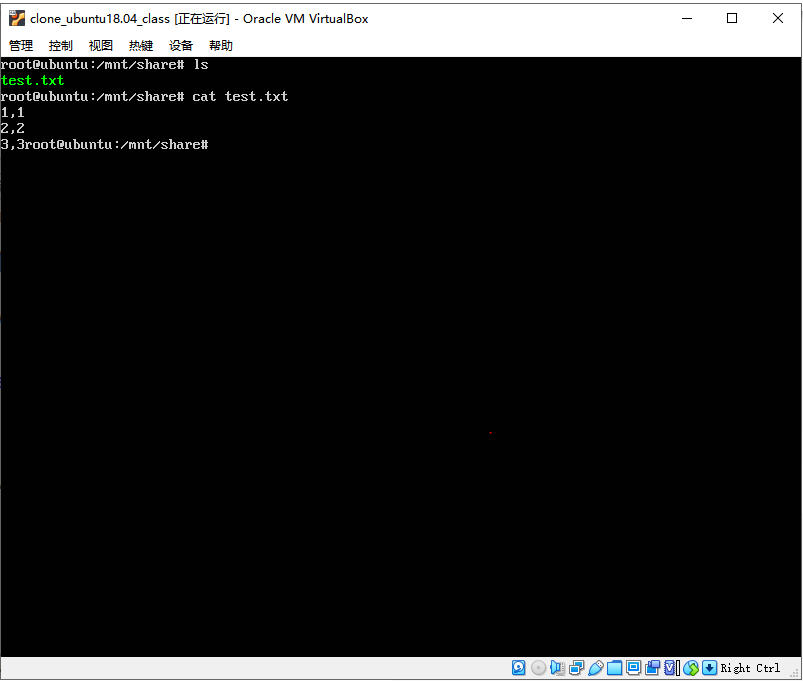 clone_ubuntu18.04_class [正在运行] - Oracle VM VirtualBox
管理 控制 视图 热键 设备 帮助
root@ubuntu:/mnt/share# ls
test.txt
root@ubuntu:/mnt/share# cat test.txt
1,1
2,2
3,3root@ubuntu:/mnt/share#
Right Ctrl